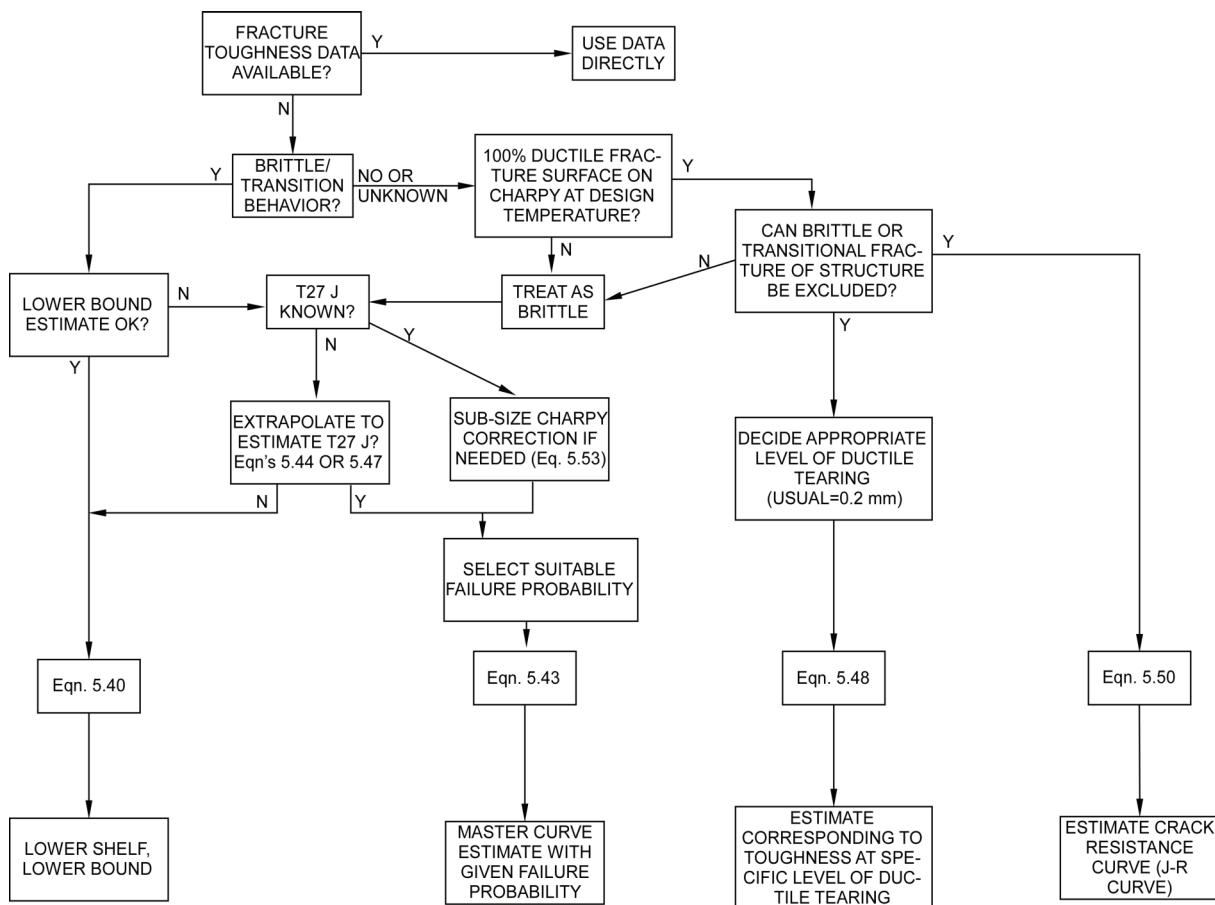 FRACTURE
TOUGHNESS DATA
AVAILABLE?
Y
USE DATA
DIRECTLY
N
Y
BRITTLE/
TRANSITION
BEHAVIOR?
NO OR
UNKNOWN
100% DUCTILE FRAC-
TURE SURFACE ON
CHARPY AT DESIGN
TEMPERATURE?
Y
N
CAN BRITTLE OR
TRANSITIONAL FRAC-
TURE OF STRUCTURE
BE EXCLUDED?
Y
N
Y
LOWER BOUND
ESTIMATE OK?
N
Y
T27 J
KNOWN?
TREAT AS
BRITTLE
N
Y
EXTRAPOLATE TO
ESTIMATE T27 J?
Eqn's 5.44 OR 5.47
N
Y
SUB-SIZE CHARPY
CORRECTION IF
NEEDED (Eq. 5.53)
DECIDE APPROPRIATE
LEVEL OF DUCTILE
TEARING
(USUAL=0.2 mm)
SELECT SUITABLE
FAILURE PROBABILITY
Eqn. 5.40
Eqn. 5.43
Eqn. 5.48
Eqn. 5.50
LOWER SHELF,
LOWER BOUND
MASTER CURVE
ESTIMATE WITH
GIVEN FAILURE
PROBABILITY
ESTIMATE
CORRESPONDING TO
TOUGHNESS AT SPE-
CIFIC LEVEL OF DUC-
TILE TEARING
ESTIMATE CRACK
RESISTANCE
CURVE (J-R
CURVE)